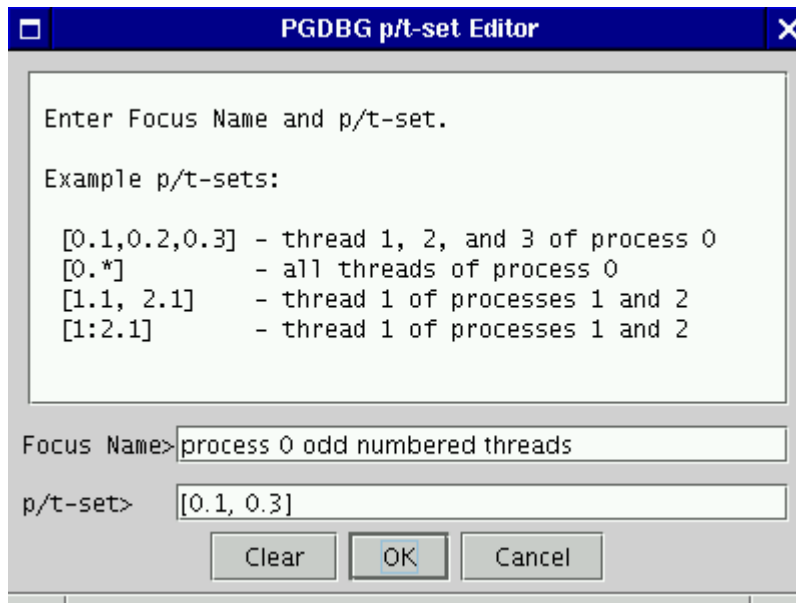 PGDBG p/t-set Editor
Enter Focus Name and p/t-set.
Example p/t-sets:
[0.1,0.2,0.3] - thread 1, 2, and 3 of process 0
[0.*] - all threads of process 0
[1.1, 2.1] - thread 1 of processes 1 and 2
[1:2.1] - thread 1 of processes 1 and 2
Focus Name> process 0 odd numbered threads
p/t-set> [0.1, 0.3]
Clear OK Cancel